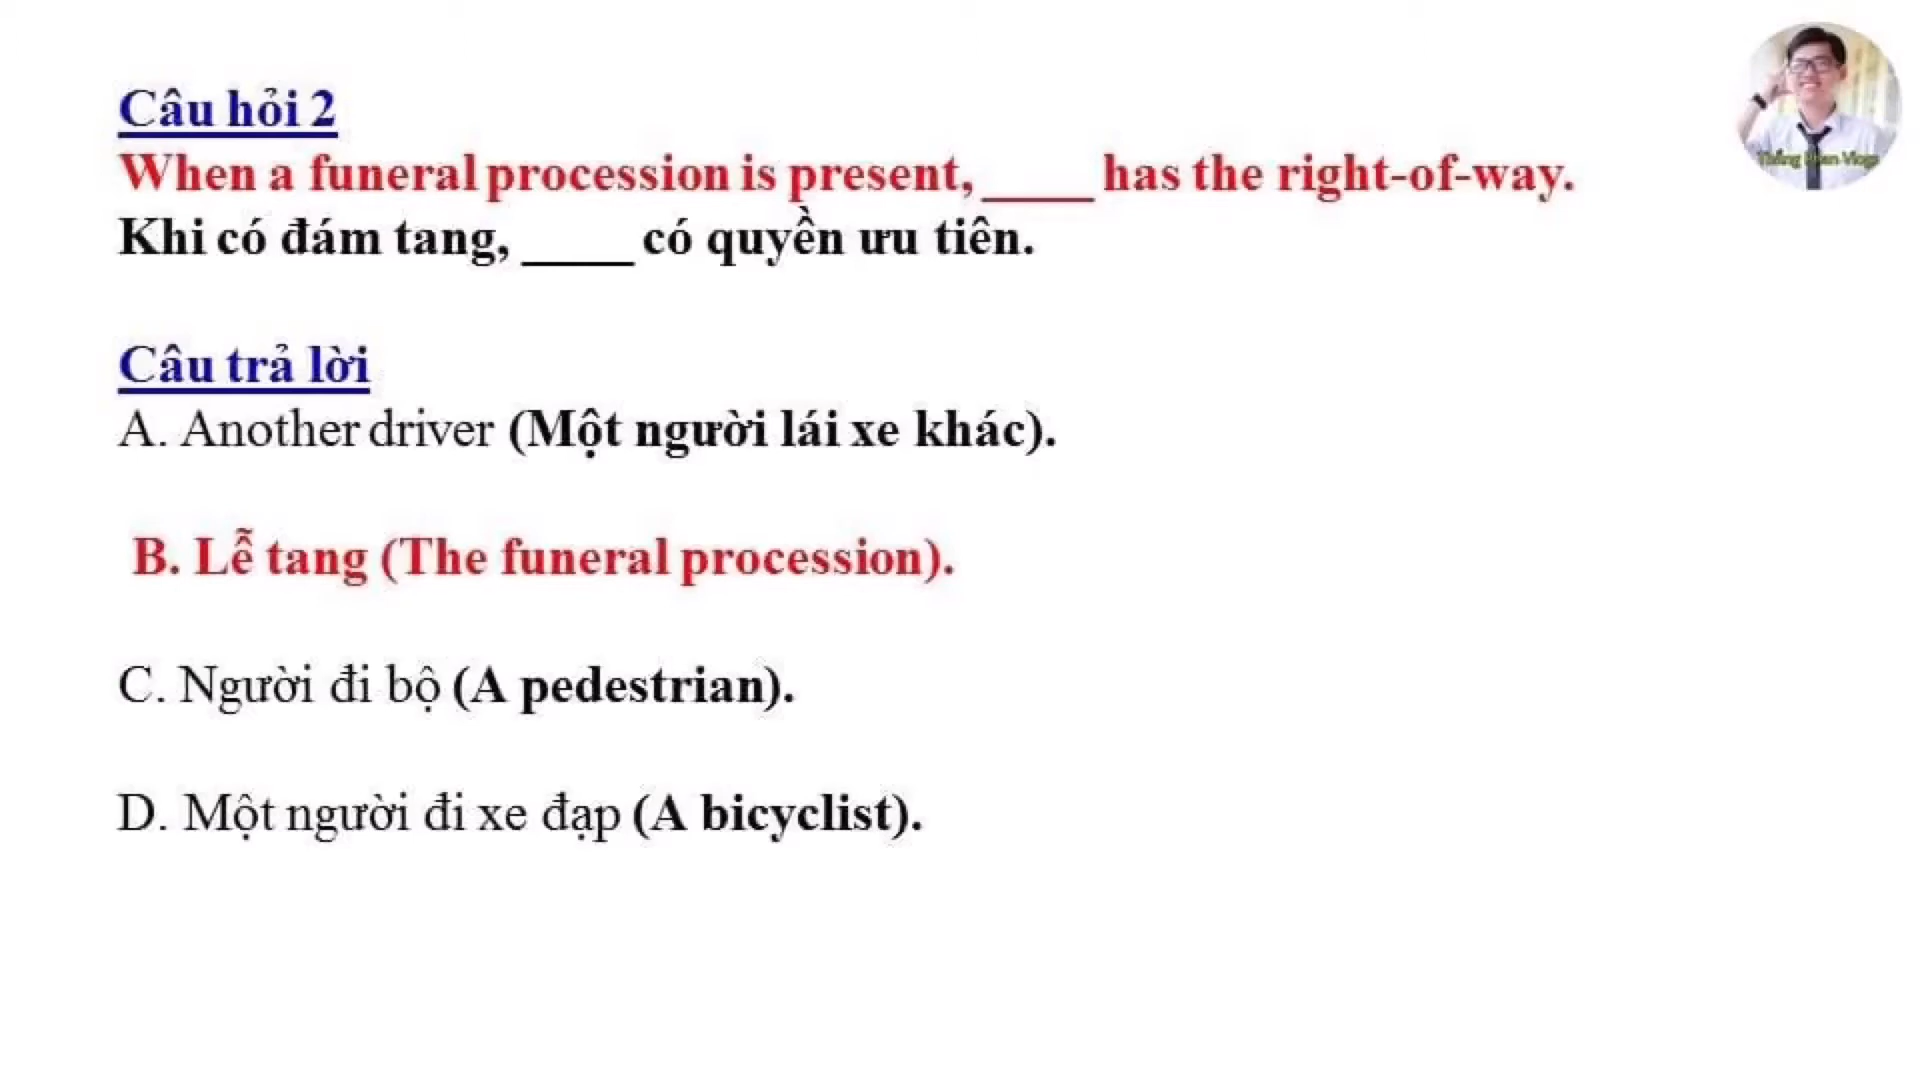 Câu hỏi 2
When a funeral procession is present, ____ has the right-of-way.
Khi có đám tang, ____ có quyền ưu tiên.
Câu trả lời
A. Another driver (Một người lái xe khác).
B. Lễ tang (The funeral procession).
C. Người đi bộ (A pedestrian).
D. Một người đi xe đạp (A bicyclist).